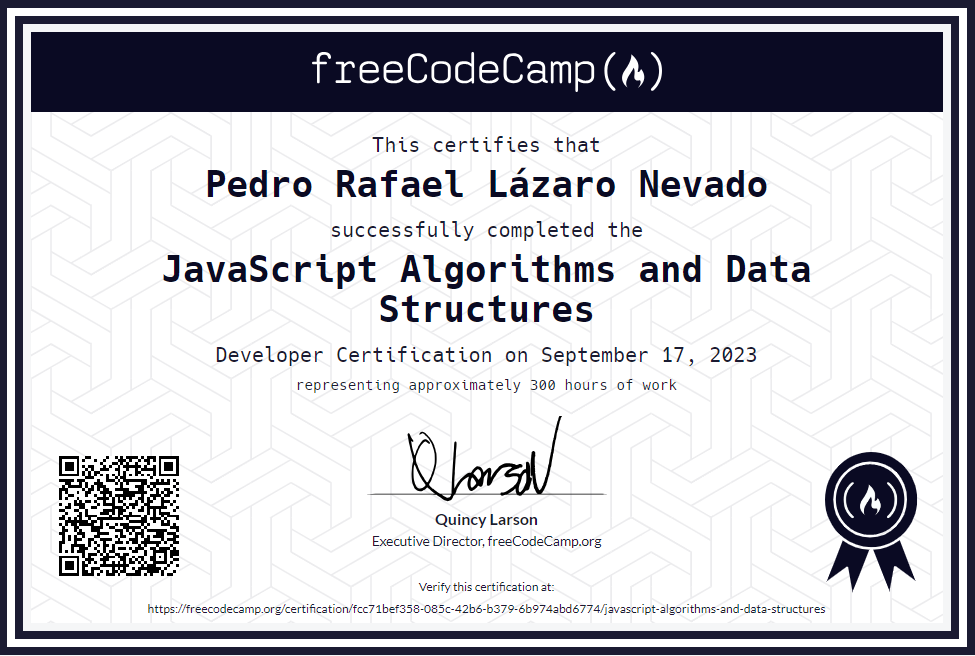 freeCodeCamp
This certifies that
Pedro Rafael Lázaro Nevado
successfully completed the
JavaScript Algorithms and Data
Structures
Developer Certification on September 17, 2023
representing approximately 300 hours of work
Quincy Larson
Executive Director, freeCodeCamp.org
Verify this certification at:
https://freecodecamp.org/certification/fcc71bef358-085c-42b6-b379-6b974abd6774/javascript-algorithms-and-data-structures